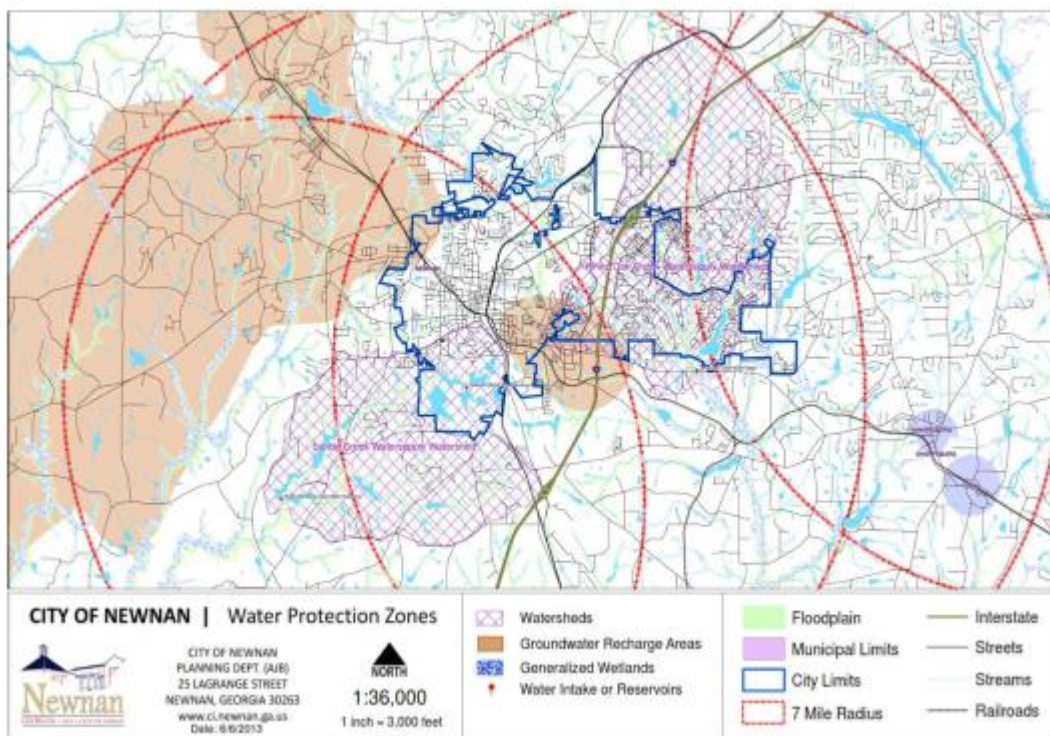 CITY OF NEWNAN | Water Protection Zones
CITY OF NEWNAN
PLANNING DEPT. (AJB)
25 LAGRANGE STREET
NEWNAN, GEORGIA 30263
www.ci.newnan.ga.us
Date: 6/6/2013
Newnan
NORTH
1:36,000
1 inch = 3,000 feet
Watersheds
Groundwater Recharge Areas
Generalized Wetlands
Water Intake or Reservoirs
Floodplain
Municipal Limits
City Limits
7 Mile Radius
Interstate
Streets
Streams
Railroads